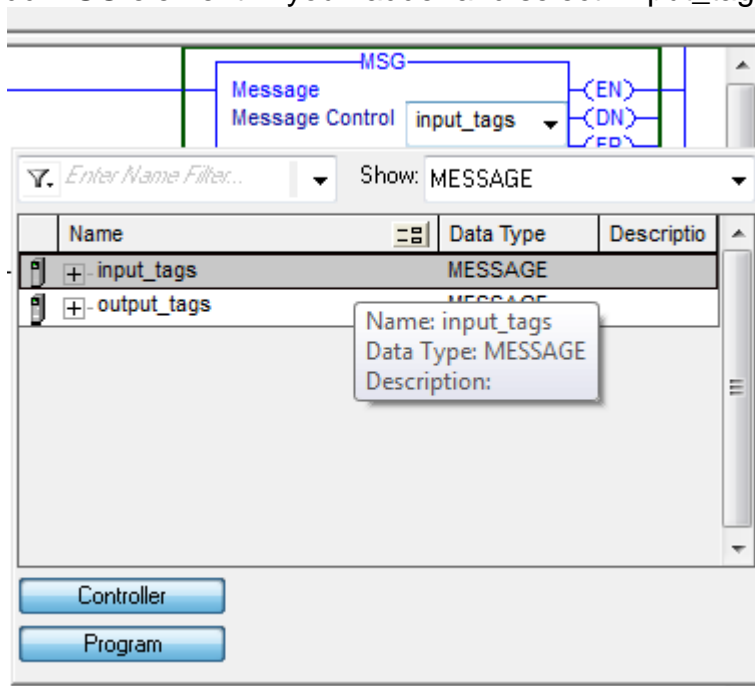 MSG
Message
Message Control input_tags
(EN)
(DN)
Enter Name Filter... Show: MESSAGE
Name Data Type Descriptio
input_tags MESSAGE
output_tags
Name: input_tags
Data Type: MESSAGE
Description:
Controller
Program